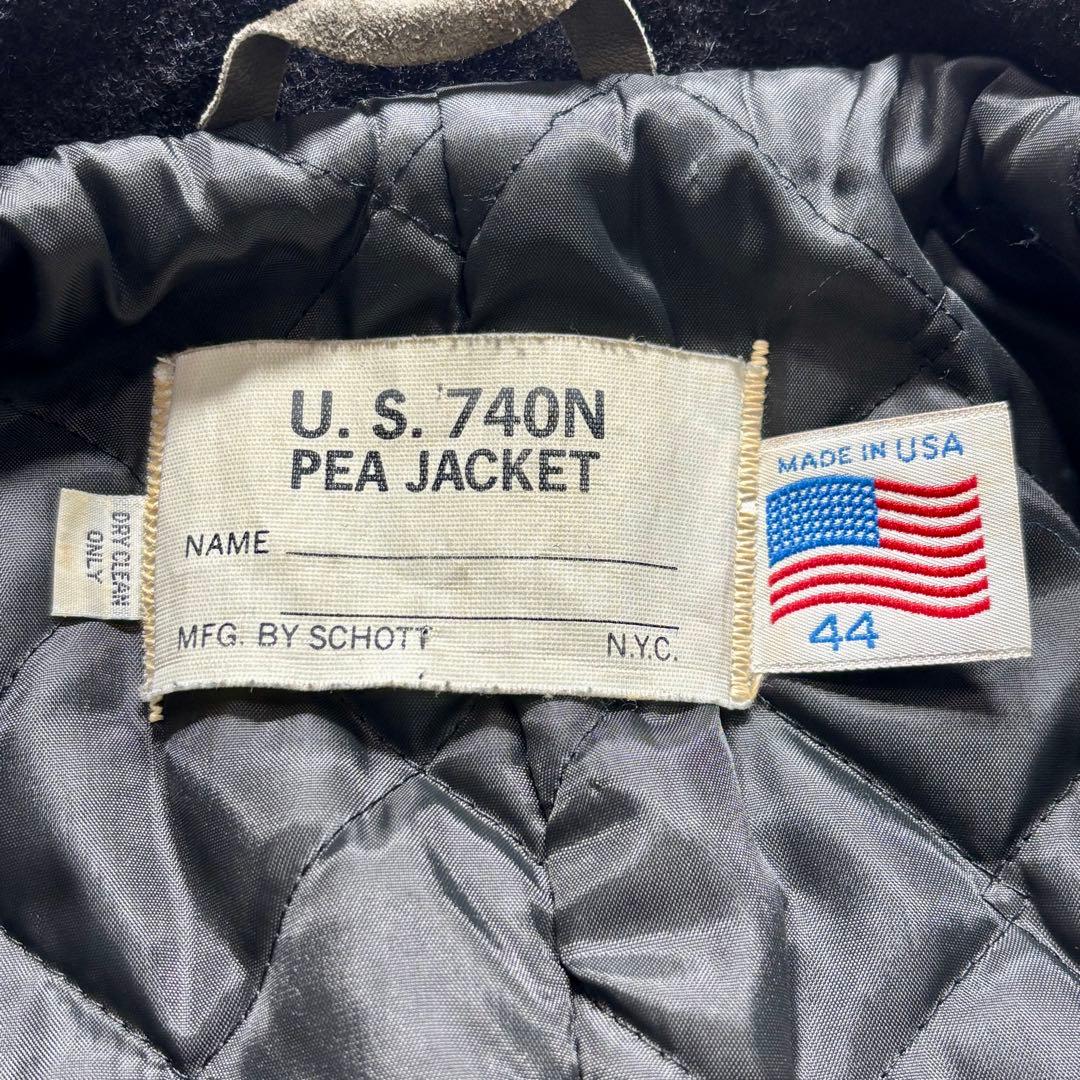 U. S. '740N
PEA JACKET
NAME
MFG. BY SCHOTT N.Y.C.
DRY CLEAN
ONLY
MADE IN USA
44